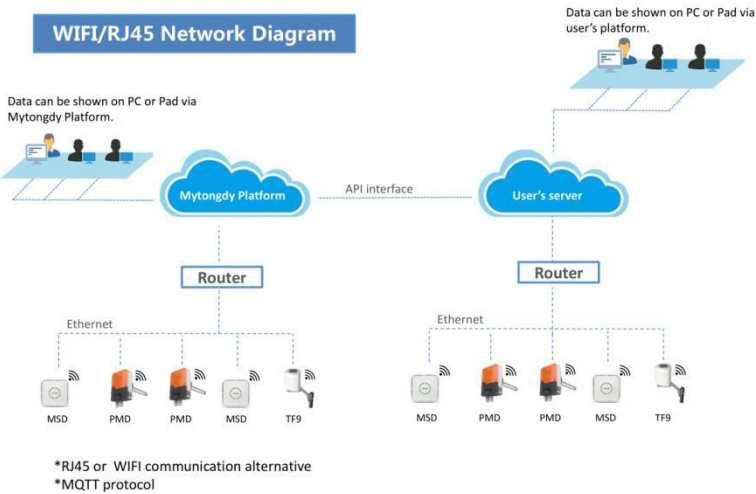 WIFI/RJ45 Network Diagram
Data can be shown on PC or Pad via
user's platform.
Data can be shown on PC or Pad via
Mytongdy Platform.
Mytongdy Platform
API interface
User's server
Router
Router
Ethernet
Ethernet
MSD
PMD
PMD
MSD
TF9
MSD
PMD
PMD
MSD
TF9
*RJ45 or WIFI communication alternative
*MQTT protocol